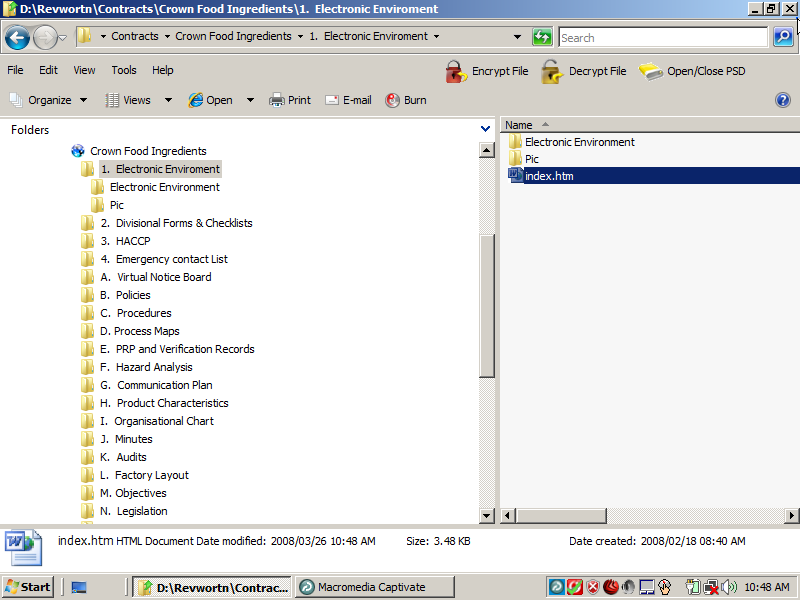 D:\Revwortn\Contracts\Crown Food Ingredients\1.  Electronic Enviroment
Contracts Crown Food Ingredients 1.  Electronic Enviroment Search
File Edit View Tools Help Encrypt File Decrypt File Open/Close PSD
Organize Views Open Print E-mail Burn
Folders
Name
Crown Food Ingredients
1.  Electronic Enviroment
Electronic Environment
Pic
2.  Divisional Forms & Checklists
3.  HACCP
4.  Emergency contact List
A.  Virtual Notice Board
B.  Policies
C.  Procedures
D. Process Maps
E.  PRP and Verification Records
F.  Hazard Analysis
G.  Communication Plan
H.  Product Characteristics
I.  Organisational Chart
J.  Minutes
K.  Audits
L.  Factory Layout
M. Objectives
N.  Legislation
Electronic Environment
Pic
index.htm
index.htm HTML Document Date modified: 2008/03/26 10:48 AM Size: 3.48 KB Date created: 2008/02/18 08:40 AM
Start D:\Revwortn\Contrac... Macromedia Captivate 10:48 AM